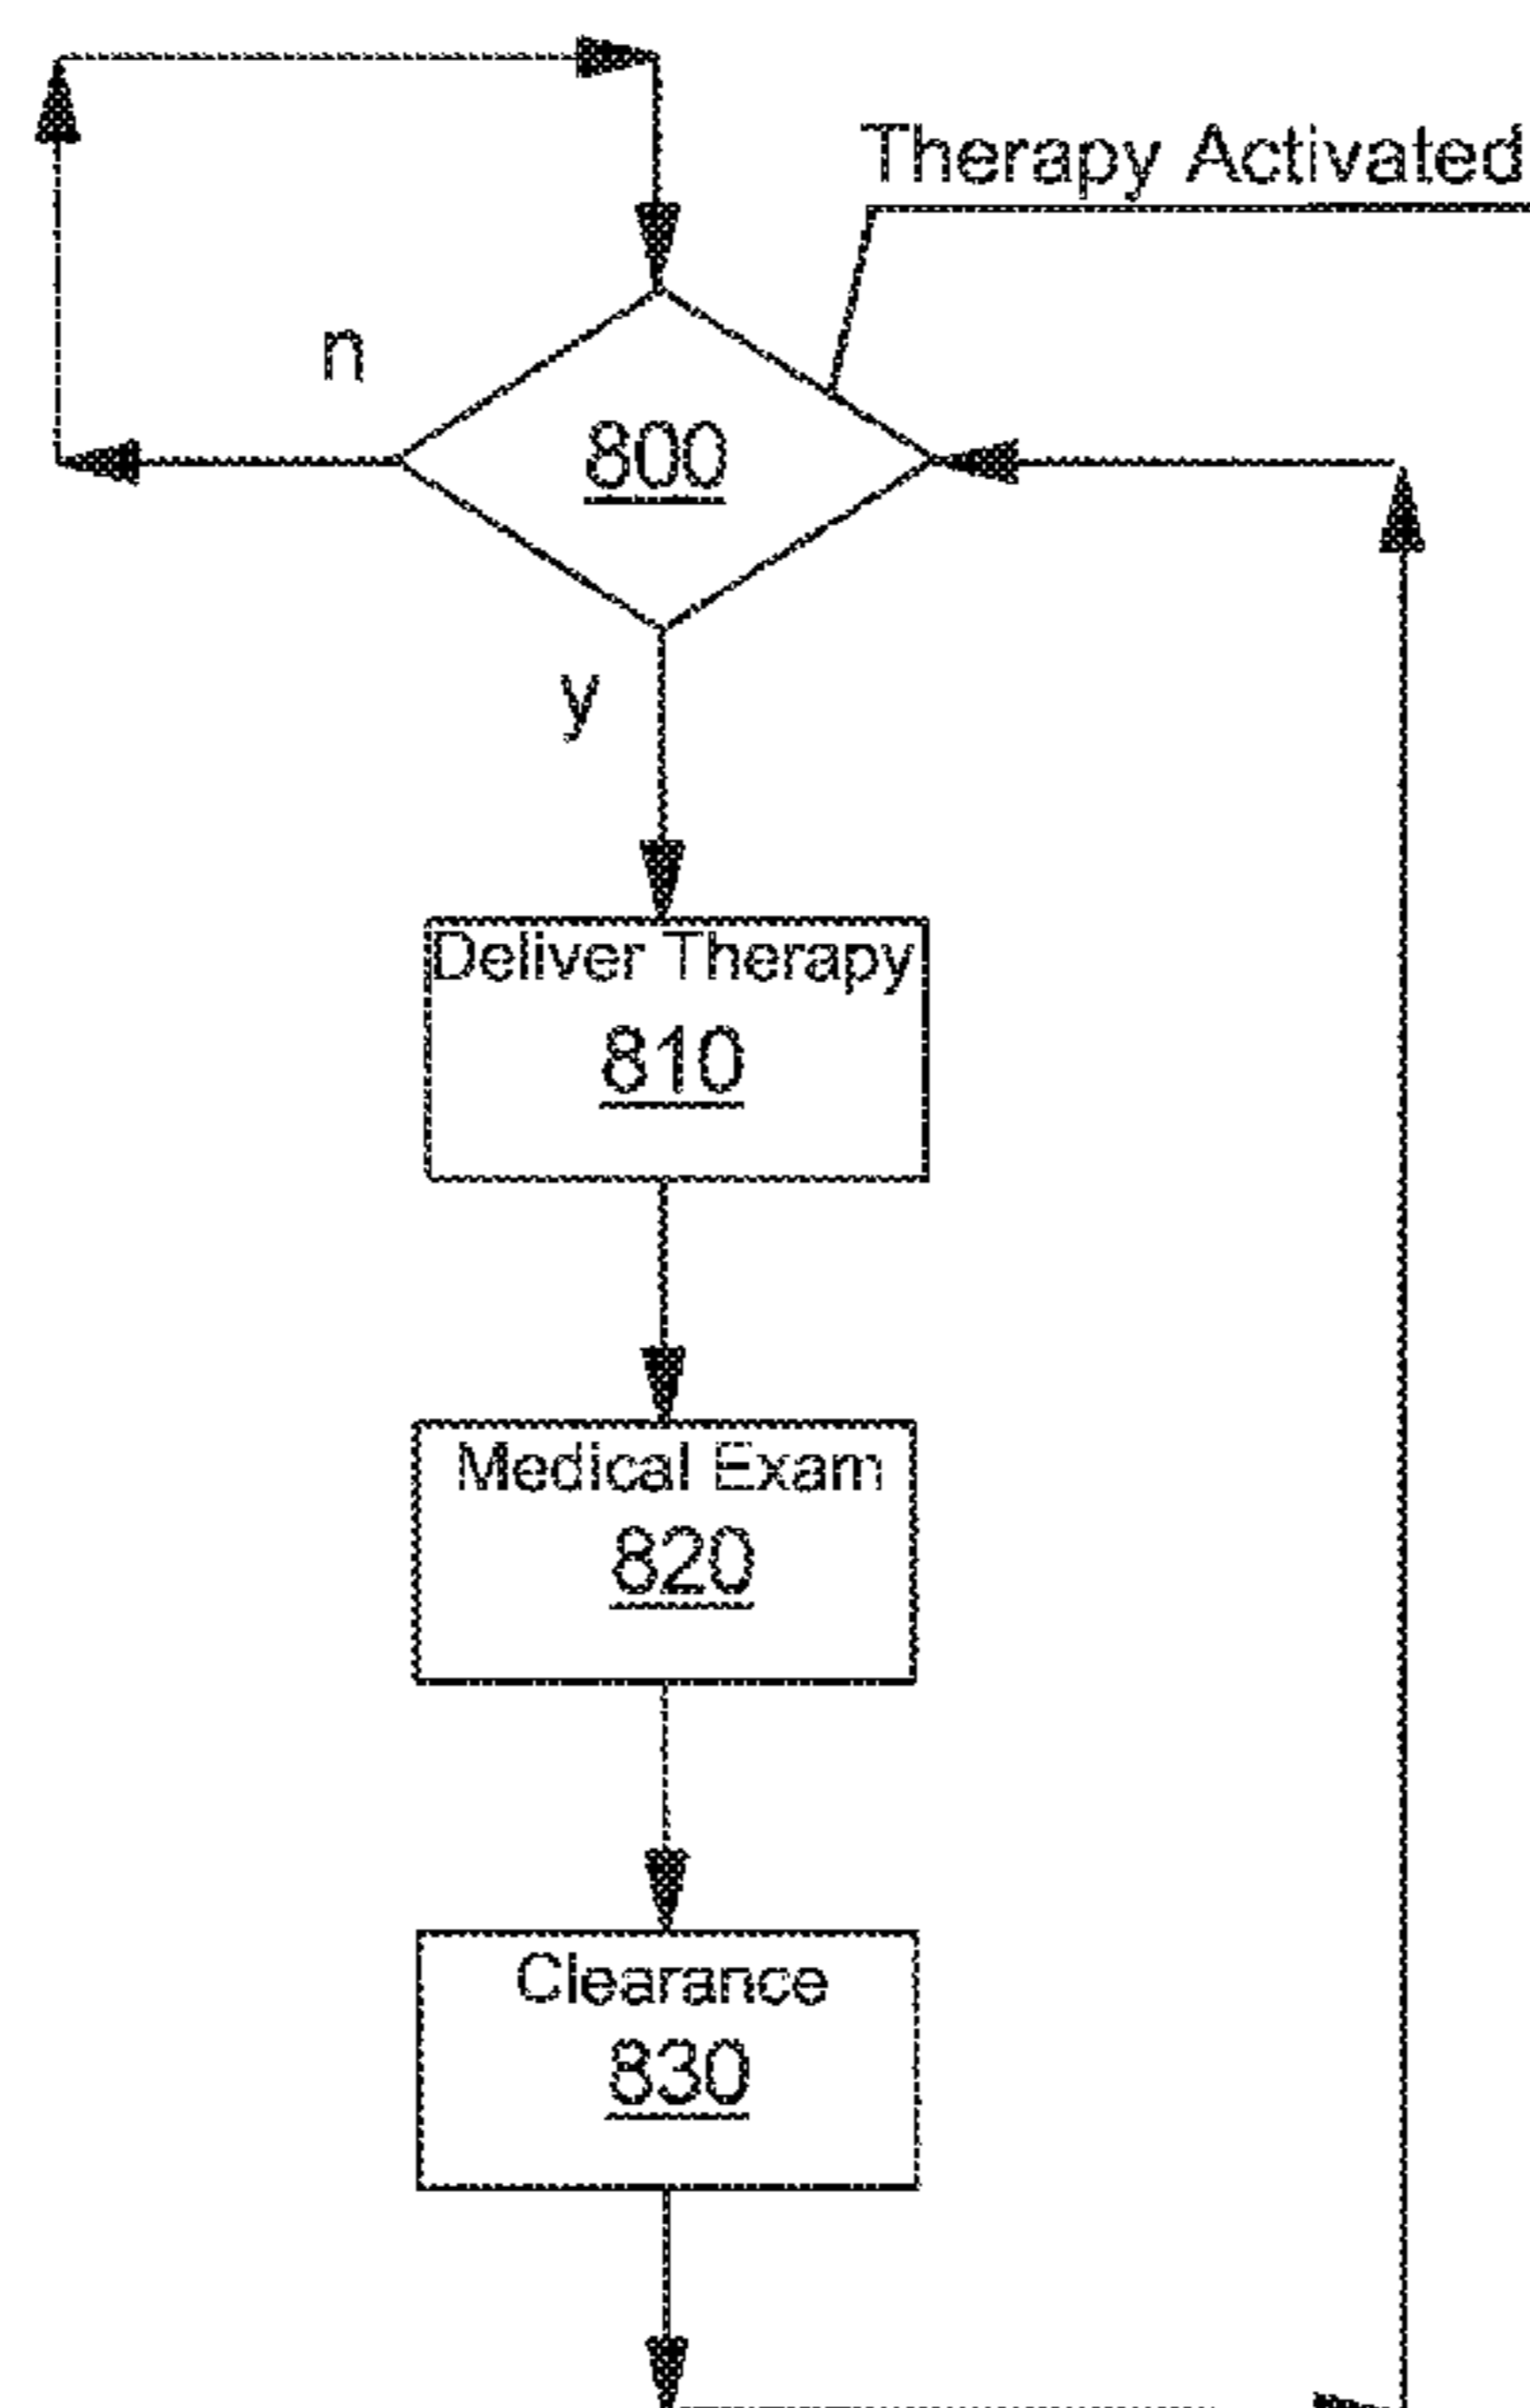 Therapy Activated
n
800
y
Deliver Therapy
810
Medical Exam
820
Clearance
830